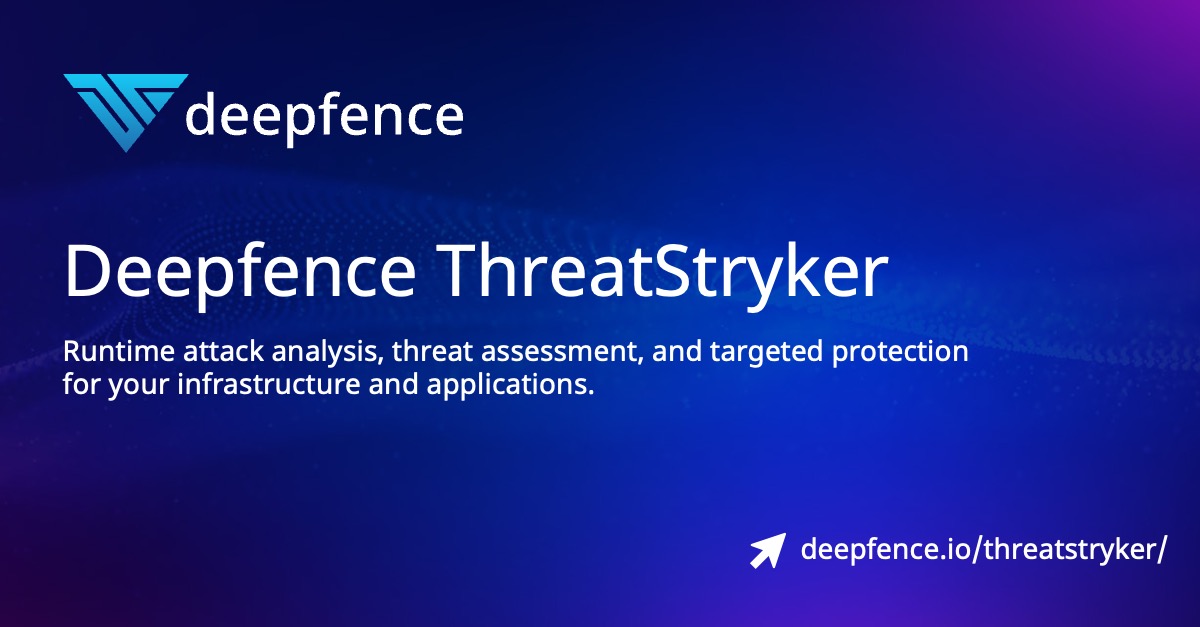 deepfence
Deepfence ThreatStryker
Runtime attack analysis, threat assessment, and targeted protection
for your infrastructure and applications.
deepfence.io/threatstryker/